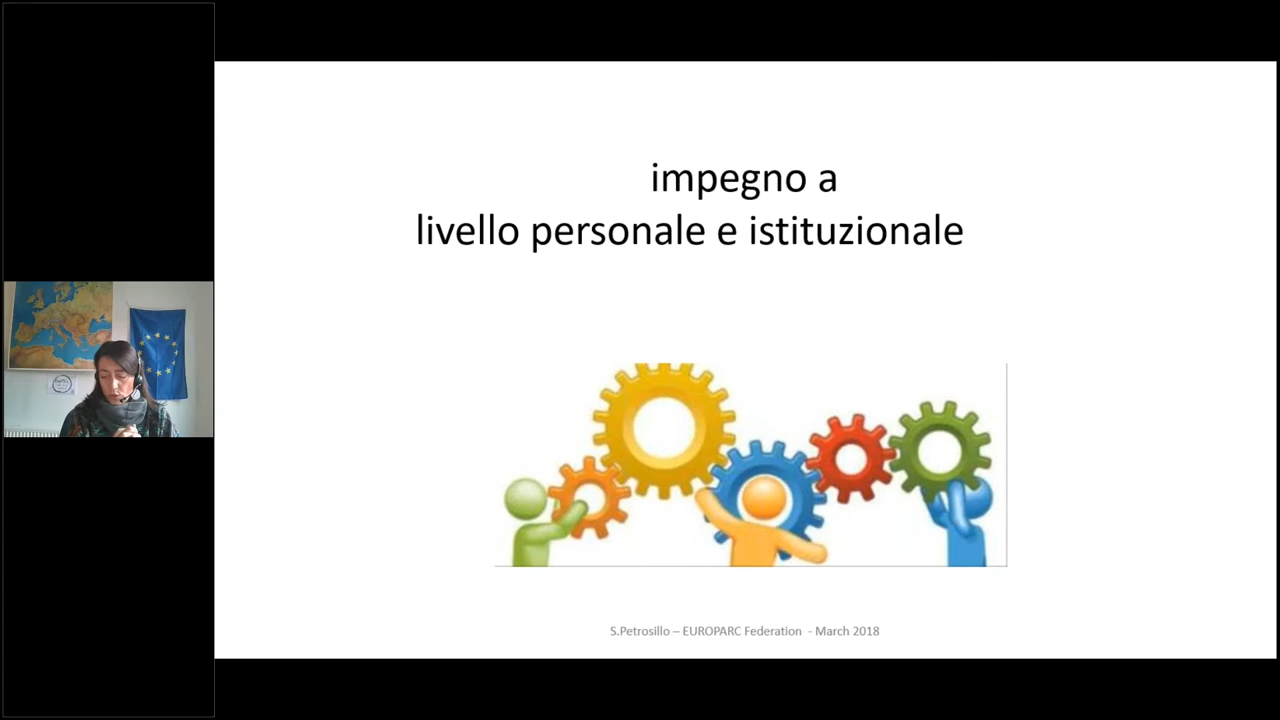 impegno a
livello personale e istituzionale
S.Petrosillo – EUROPARC Federation - March 2018